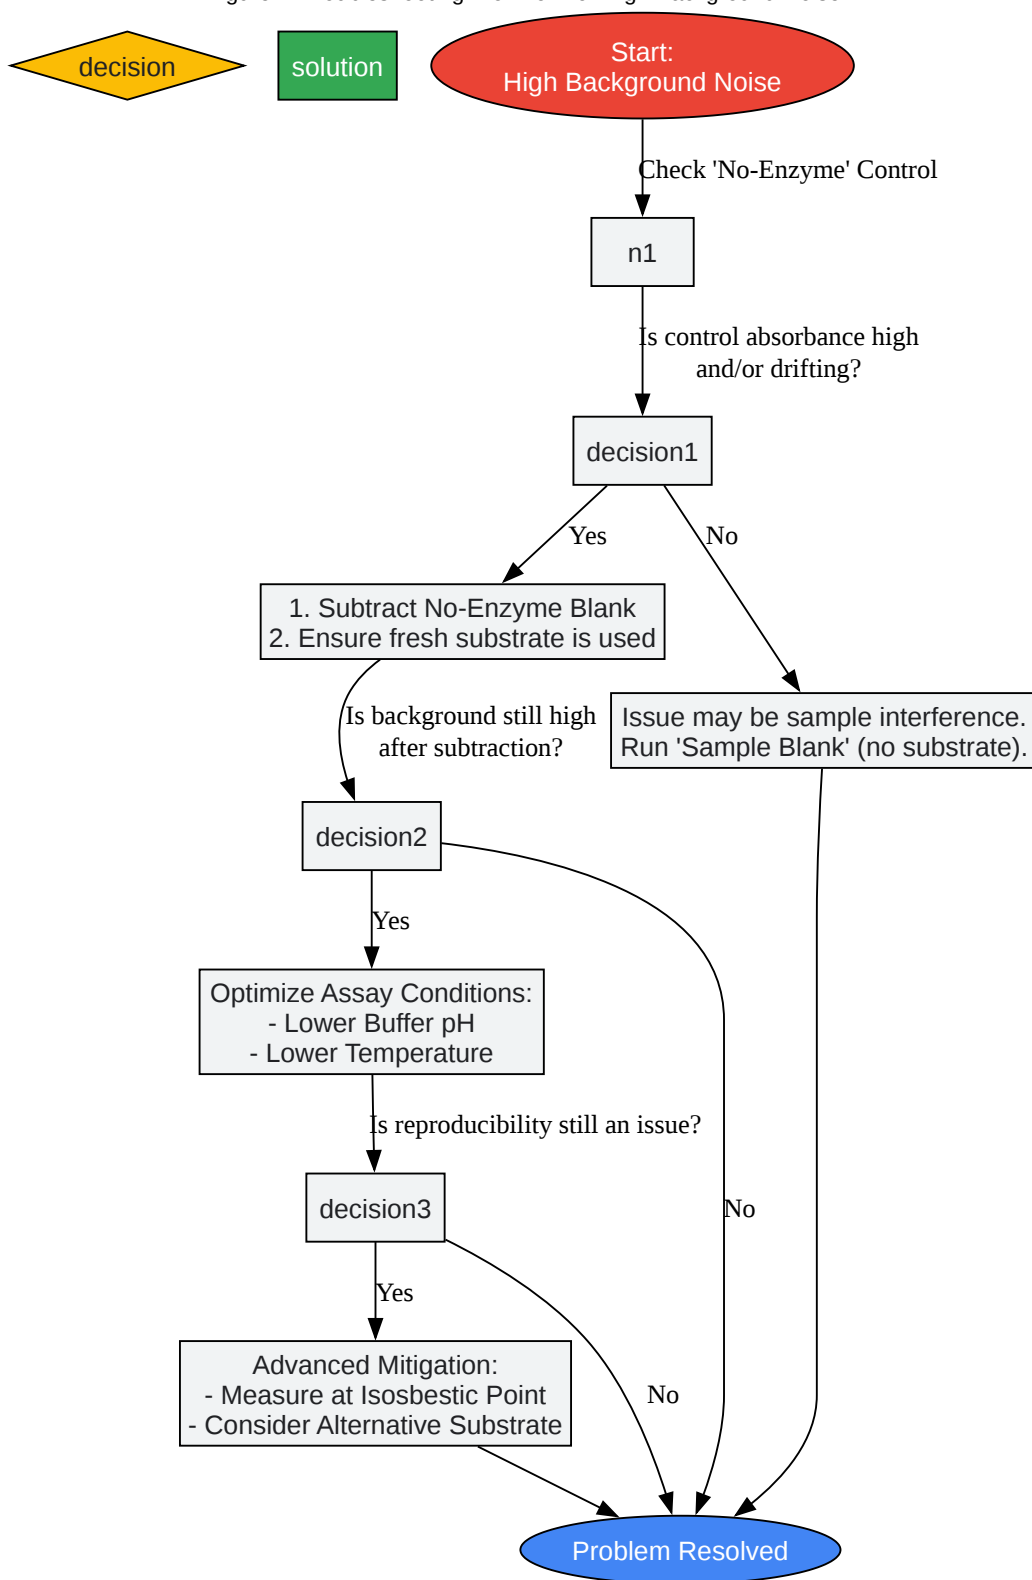 decision
solution
Start:
High Background Noise
Check 'No-Enzyme' Control
n1
Is control absorbance high
and/or drifting?
decision1
Yes
No
1. Subtract No-Enzyme Blank
2. Ensure fresh substrate is used
Is background still high
after subtraction?
Issue may be sample interference.
Run 'Sample Blank' (no substrate).
decision2
Yes
Optimize Assay Conditions:
- Lower Buffer pH
- Lower Temperature
Is reproducibility still an issue?
decision3
No
Yes
Advanced Mitigation:
- Measure at Isosbestic Point
- Consider Alternative Substrate
No
Problem Resolved